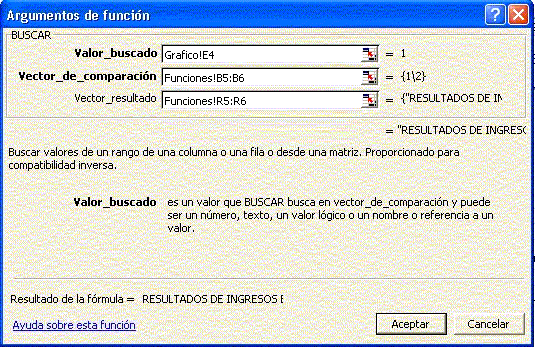 Argumentos de función
BUSCAR
Valor_buscado Grafico!E4 = 1
Vector_de_comparación Funciones!B5:B6 = {1\2}
Vector_resultado Funciones!R5:R6 = {"RESULTADOS DE IN
= "RESULTADOS DE INGRESO
Buscar valores de un rango de una columna o una fila o desde una matriz. Proporcionado para
compatibilidad inversa.
Valor_buscado es un valor que BUSCAR busca en vector_de_comparación y puede
ser un número, texto, un valor lógico o un nombre o referencia a un
valor.
Resultado de la fórmula = RESULTADOS DE INGRESOS
Ayuda sobre esta función
Aceptar Cancelar